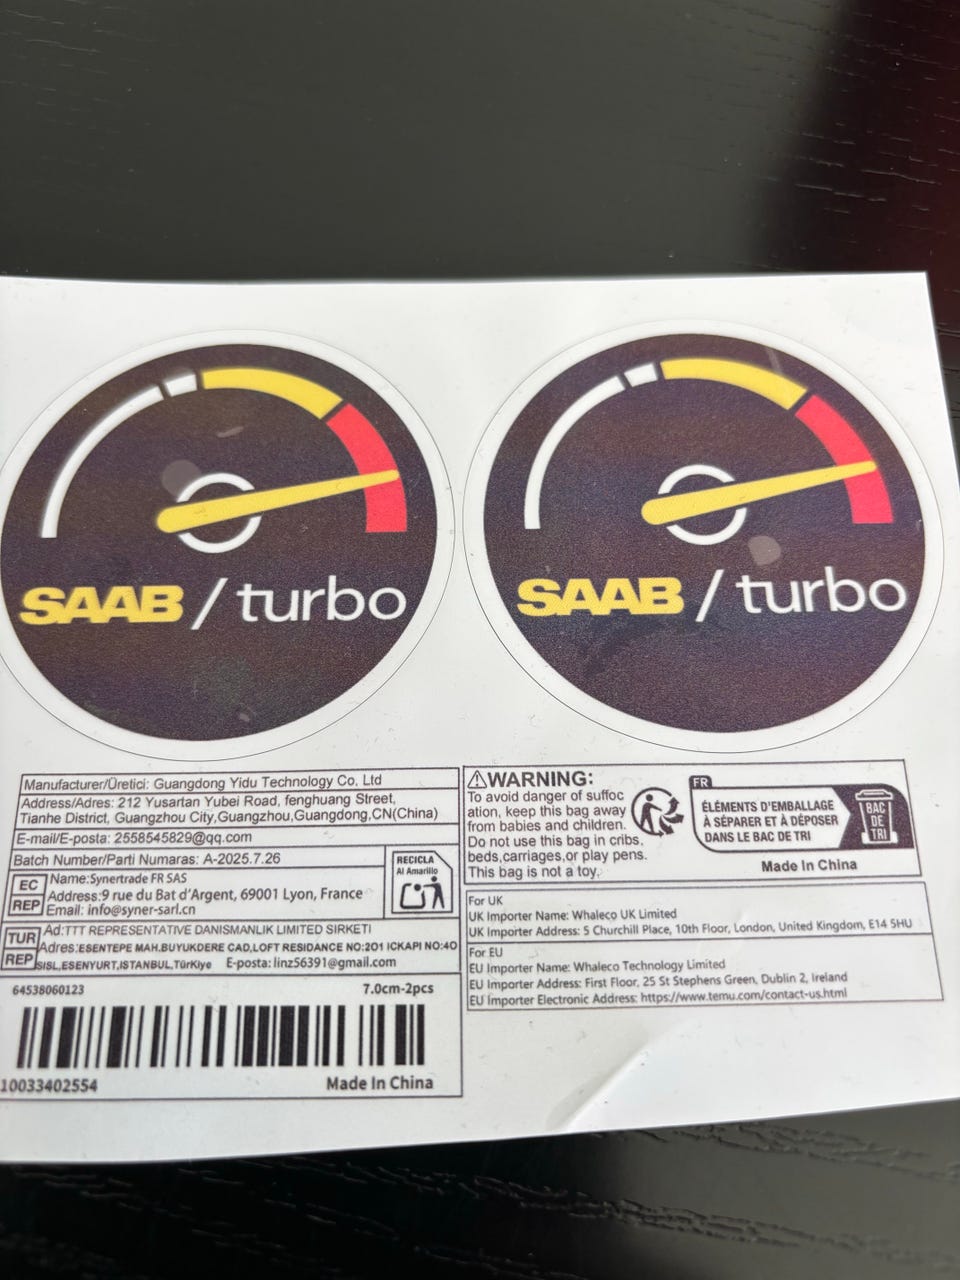 SAAB / turbo
SAAB / turbo
Manufacturer/Üretici: Guangdong Yidu Technology Co, Ltd
Address/Adres: 212 Yusartan Yubei Road, fenghuang Street,
Tianhe District, Guangzhou City,Guangzhou,Guangdong,CN(China)
E-mail/E-posta: 2558545829@qq.com
Batch Number/Parti Numaras: A-2025.7.26
EC
REP
Name:Synertrade FR SAS
Address:9 rue du Bat d'Argent, 69001 Lyon, France
Email: info@syner-sarl.cn
RECICLA
Al Amarillo
TUR
REP
Ad:TTT REPRESENTATIVE DANISMANLIK LIMITED SIRKETI
Adres:ESENTEPE MAH.BUYUKDERE CAD,LOFT RESIDANCE NO:201 ICKAPI NO:40
SISL,ESENYURT,ISTANBUL,TürKiye E-posta: linz56391@gmail.com
64538060123 7.0cm-2pcs
10033402554 Made In China
WARNING:
To avoid danger of suffoc
ation, keep this bag away
from babies and children.
Do not use this bag in cribs.
beds,carriages,or play pens.
This bag is not a toy.
FR
ÉLÉMENTS D'EMBALLAGE
À SÉPARER ET À DÉPOSER
DANS LE BAC DE TRI
BAC
DE
TRI
Made In China
For UK
UK Importer Name: Whaleco UK Limited
UK Importer Address: 5 Churchill Place, 10th Floor, London, United Kingdom, E14 5HU
For EU
EU Importer Name: Whaleco Technology Limited
EU Importer Address: First Floor, 25 St Stephens Green, Dublin 2, Ireland
EU Importer Electronic Address: https://www.temu.com/contact-us.html